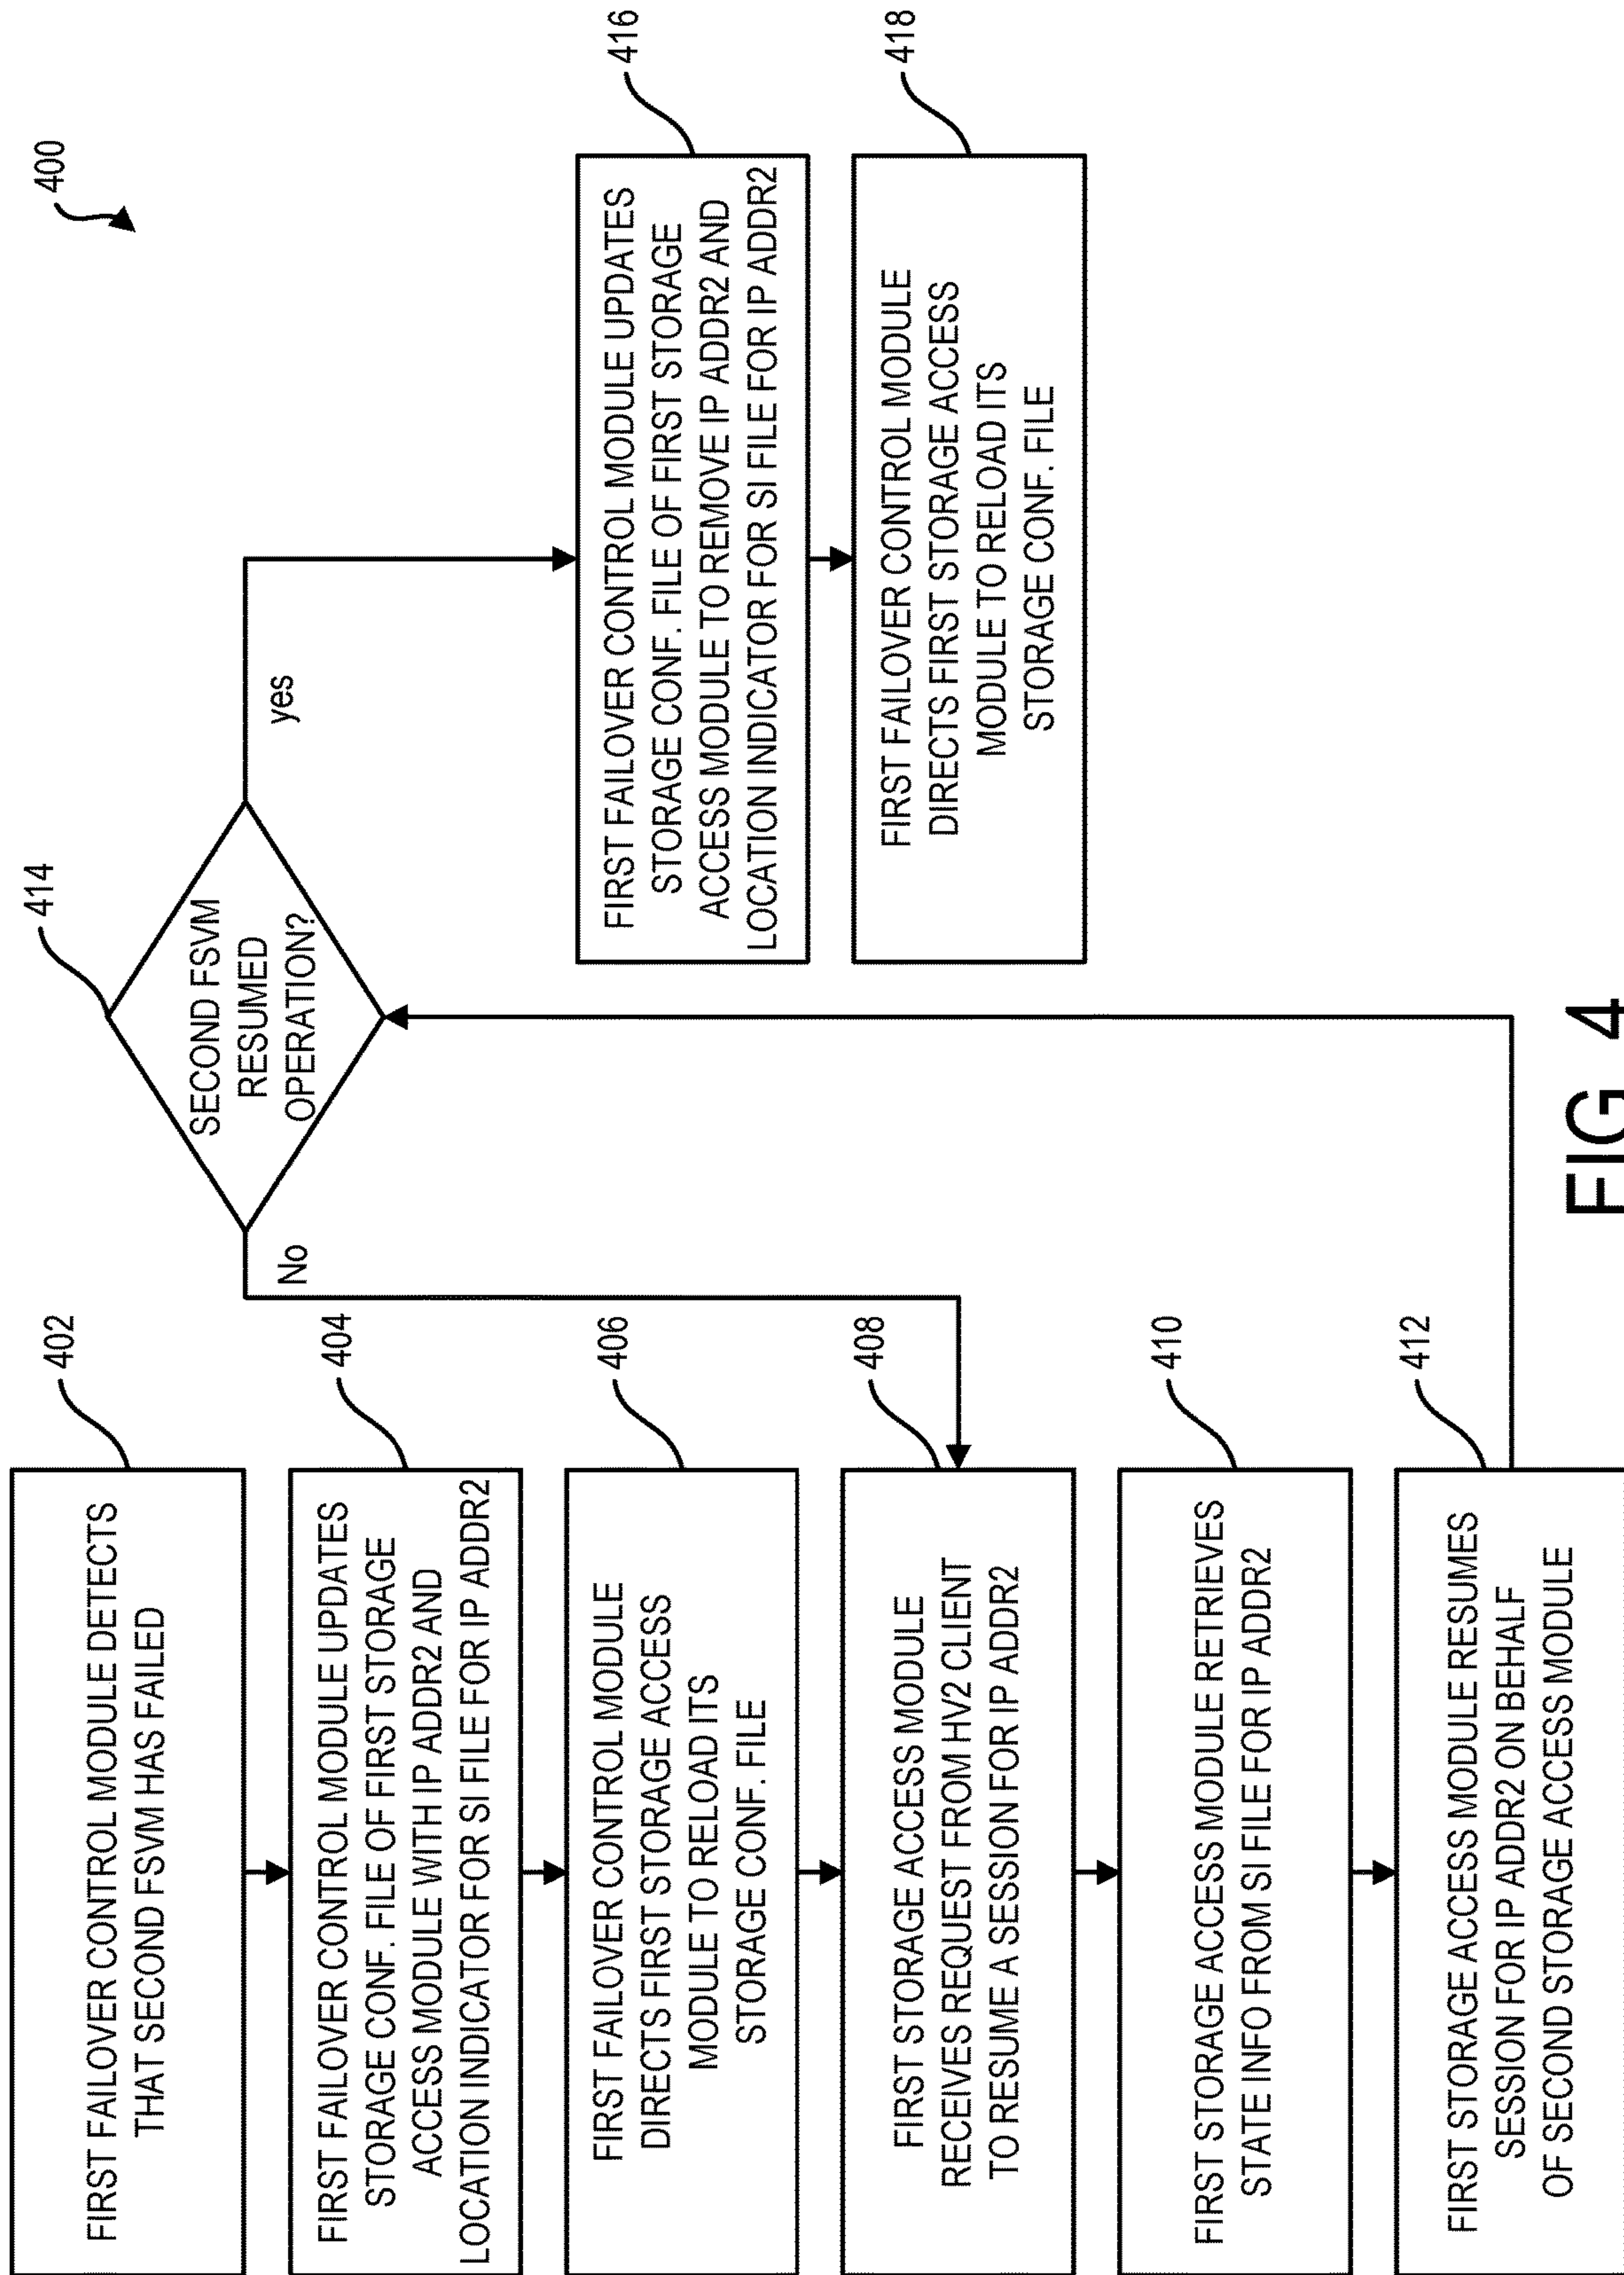 400
402
FIRST FAILOVER CONTROL MODULE DETECTS
THAT SECOND FSVM HAS FAILED
404
FIRST FAILOVER CONTROL MODULE UPDATES
STORAGE CONF. FILE OF FIRST STORAGE
ACCESS MODULE WITH IP ADDR2 AND
LOCATION INDICATOR FOR SI FILE FOR IP ADDR2
406
FIRST FAILOVER CONTROL MODULE
DIRECTS FIRST STORAGE ACCESS
MODULE TO RELOAD ITS
STORAGE CONF. FILE
408
FIRST STORAGE ACCESS MODULE
RECEIVES REQUEST FROM HV2 CLIENT
TO RESUME A SESSION FOR IP ADDR2
410
FIRST STORAGE ACCESS MODULE RETRIEVES
STATE INFO FROM SI FILE FOR IP ADDR2
412
FIRST STORAGE ACCESS MODULE RESUMES
SESSION FOR IP ADDR2 ON BEHALF
OF SECOND STORAGE ACCESS MODULE
414
SECOND FSVM
RESUMED
OPERATION?
No
yes
416
FIRST FAILOVER CONTROL MODULE UPDATES
STORAGE CONF. FILE OF FIRST STORAGE
ACCESS MODULE TO REMOVE IP ADDR2 AND
LOCATION INDICATOR FOR SI FILE FOR IP ADDR2
418
FIRST FAILOVER CONTROL MODULE
DIRECTS FIRST STORAGE ACCESS
MODULE TO RELOAD ITS
STORAGE CONF. FILE
FIG. 4